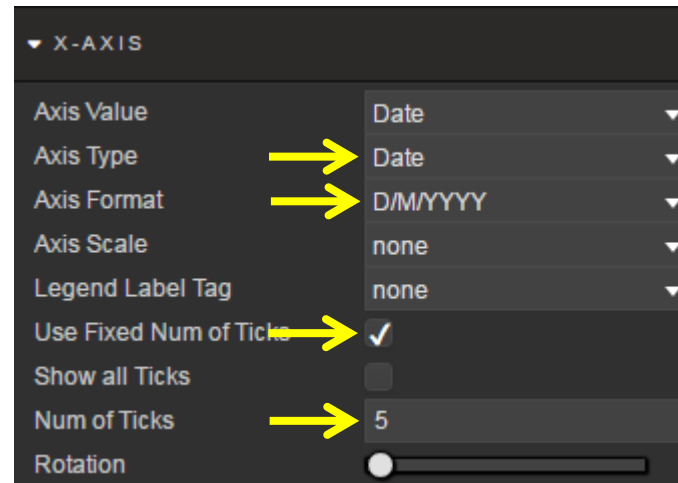 X-AXIS
Axis Value Date
Axis Type Date
Axis Format D/M/YYYY
Axis Scale none
Legend Label Tag none
Use Fixed Num of Ticks
Show all Ticks
Num of Ticks 5
Rotation